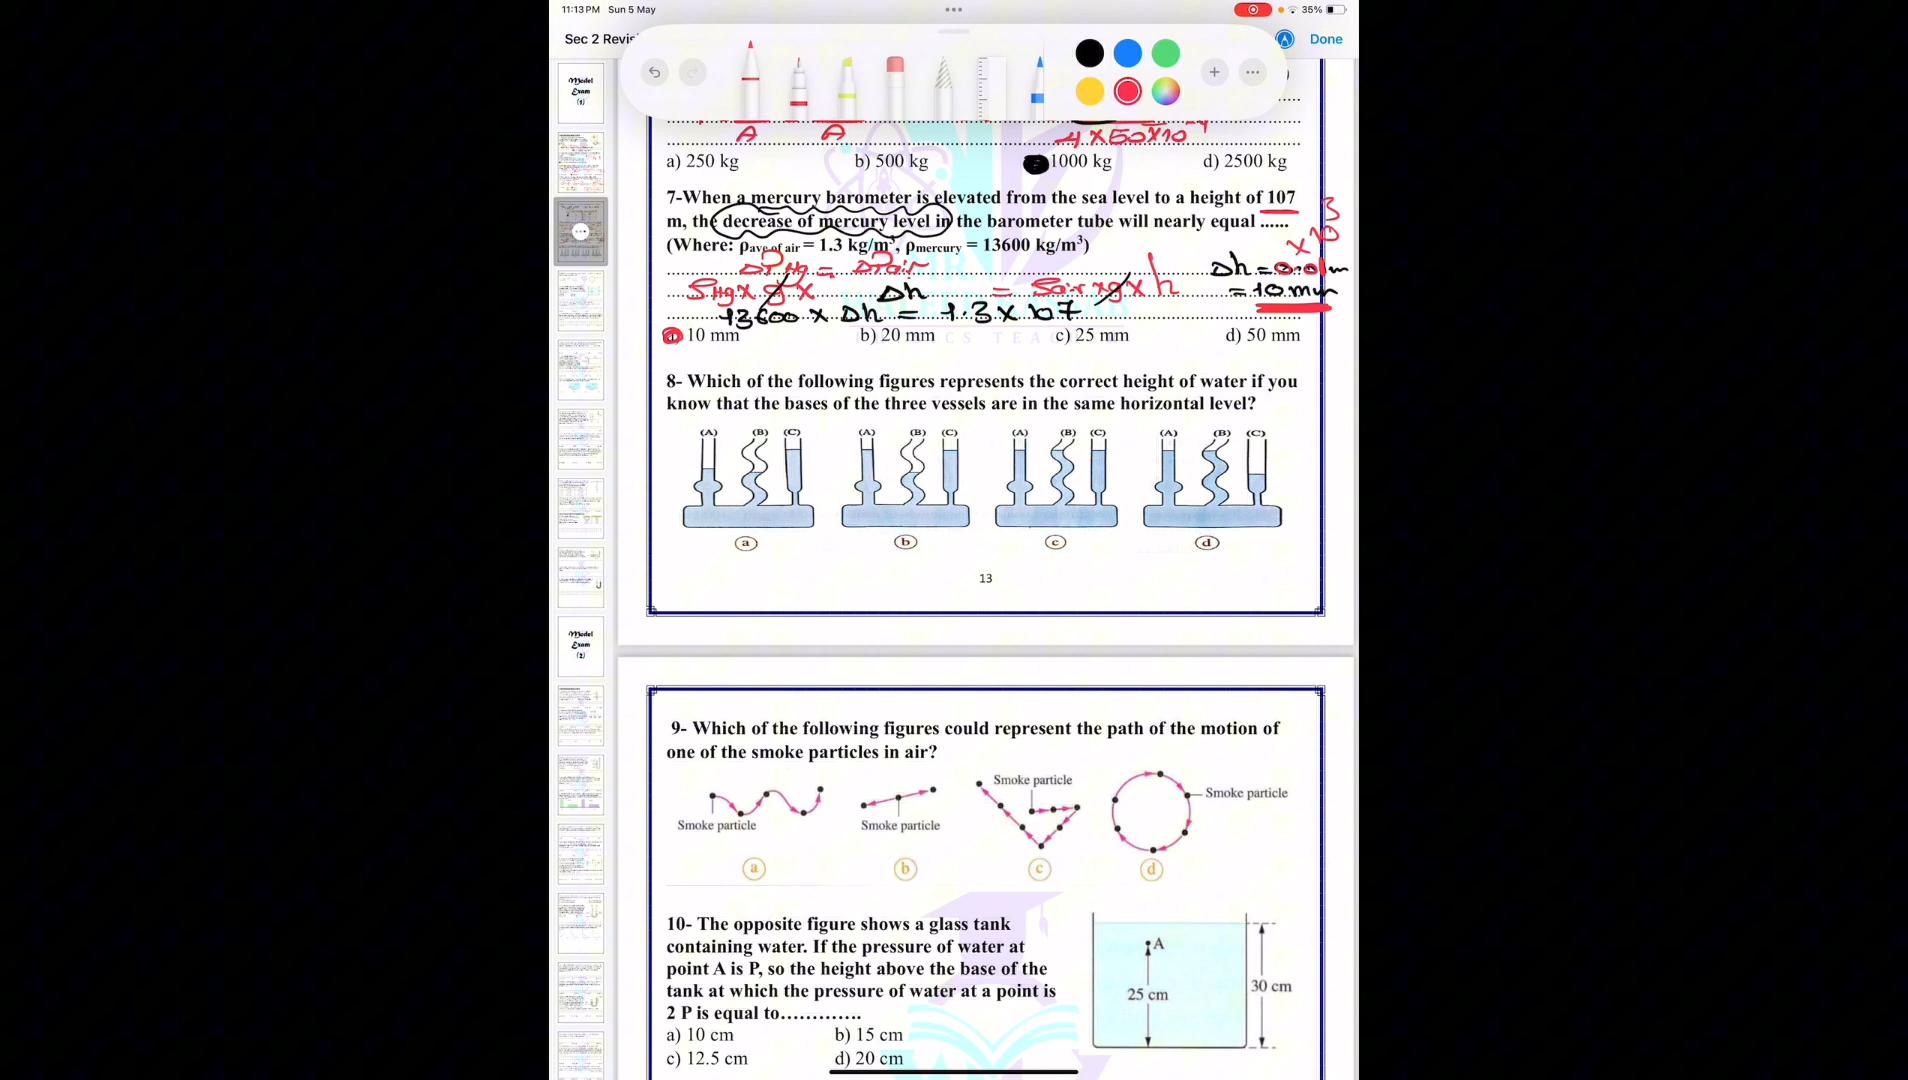 11:13 PM Sun 5 May
35%
Sec 2 Revis
Done
Model
Exam
(1)
Model
Exam
(2)
A A 4 × 50 × 10⁻⁴
a) 250 kg b) 500 kg 1000 kg d) 2500 kg
7-When a mercury barometer is elevated from the sea level to a height of 107
m, the decrease of mercury level in the barometer tube will nearly equal ......
(Where: ρave of air = 1.3 kg/m³, ρmercury = 13600 kg/m³)
ΔPHg = ΔPair
× 10³
Δh = 0.01m
ρHg × g × Δh = ρair × g × h
= 10 mm
13600 × Δh = 1.3 × 107
a) 10 mm b) 20 mm c) 25 mm d) 50 mm
PHYSICS TEACHER
8- Which of the following figures represents the correct height of water if you
know that the bases of the three vessels are in the same horizontal level?
(A) (B) (C) (A) (B) (C) (A) (B) (C) (A) (B) (C)
a b c d
13
9- Which of the following figures could represent the path of the motion of
one of the smoke particles in air?
Smoke particle
Smoke particle
Smoke particle
Smoke particle
a b c d
10- The opposite figure shows a glass tank
containing water. If the pressure of water at
point A is P, so the height above the base of the
tank at which the pressure of water at a point is
2 P is equal to………….
a) 10 cm b) 15 cm
c) 12.5 cm d) 20 cm
A
25 cm
30 cm